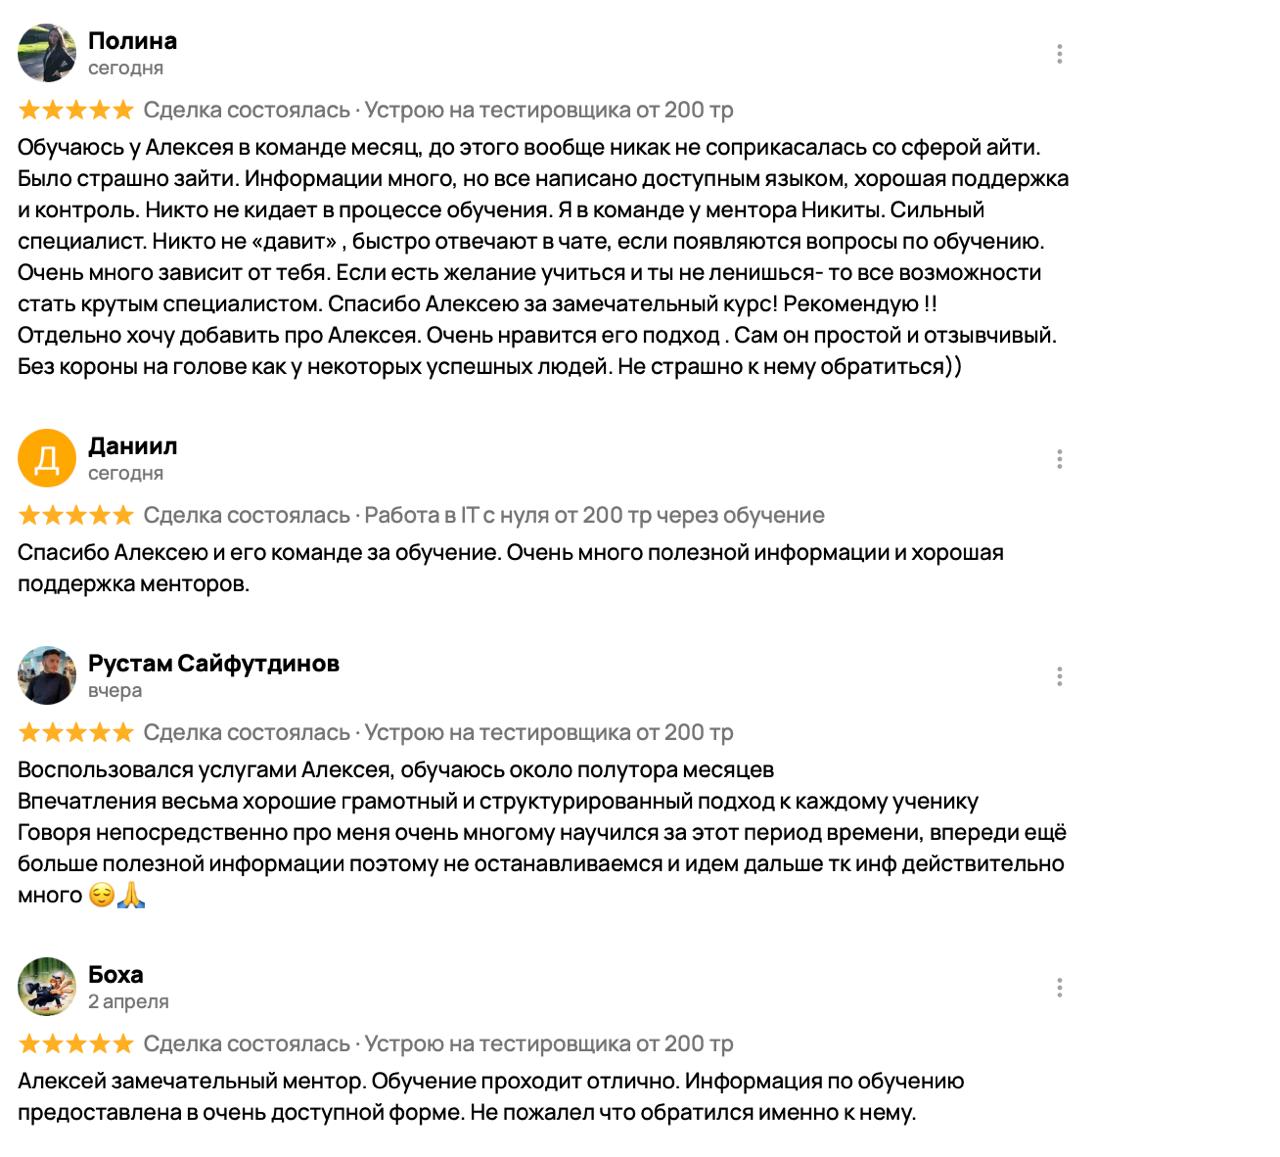 Полина
сегодня
Сделка состоялась · Устрою на тестировщика от 200 тр
Обучаюсь у Алексея в команде месяц, до этого вообще никак не соприкасалась со сферой айти.
Было страшно зайти. Информации много, но все написано доступным языком, хорошая поддержка
и контроль. Никто не кидает в процессе обучения. Я в команде у ментора Никиты. Сильный
специалист. Никто не «давит» , быстро отвечают в чате, если появляются вопросы по обучению.
Очень много зависит от тебя. Если есть желание учиться и ты не ленишься- то все возможности
стать крутым специалистом. Спасибо Алексею за замечательный курс! Рекомендую !!
Отдельно хочу добавить про Алексея. Очень нравится его подход . Сам он простой и отзывчивый.
Без короны на голове как у некоторых успешных людей. Не страшно к нему обратиться))
Д
Даниил
сегодня
Сделка состоялась · Работа в IT с нуля от 200 тр через обучение
Спасибо Алексею и его команде за обучение. Очень много полезной информации и хорошая
поддержка менторов.
Рустам Сайфутдинов
вчера
Сделка состоялась · Устрою на тестировщика от 200 тр
Воспользовался услугами Алексея, обучаюсь около полутора месяцев
Впечатления весьма хорошие грамотный и структурированный подход к каждому ученику
Говоря непосредственно про меня очень многому научился за этот период времени, впереди ещё
больше полезной информации поэтому не останавливаемся и идем дальше тк инф действительно
много 😌🙏
Боха
2 апреля
Сделка состоялась · Устрою на тестировщика от 200 тр
Алексей замечательный ментор. Обучение проходит отлично. Информация по обучению
предоставлена в очень доступной форме. Не пожалел что обратился именно к нему.